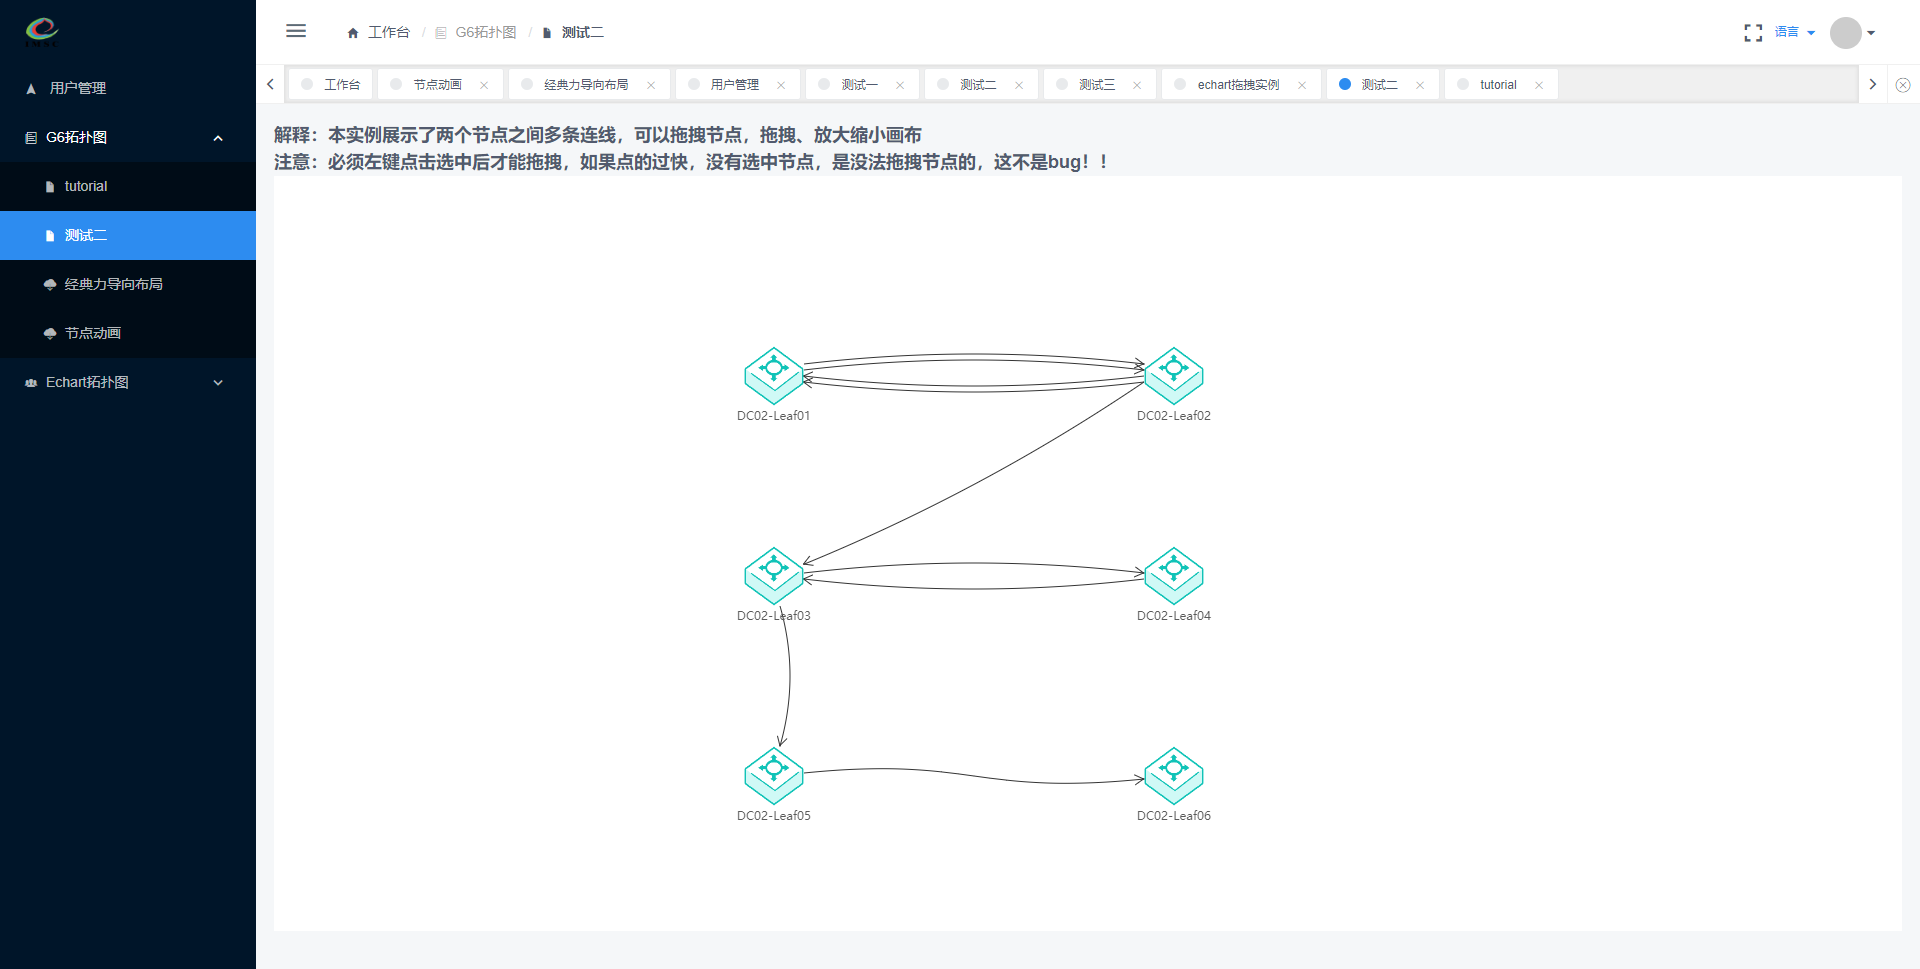 用户管理
G6拓扑图
tutorial
测试二
经典力导向布局
节点动画
Echart拓扑图
工作台 / G6拓扑图 / 测试二
语言
工作台 节点动画 经典力导向布局 用户管理 测试一 测试二 测试三 echart拖拽实例 测试二 tutorial
解释：本实例展示了两个节点之间多条连线，可以拖拽节点，拖拽、放大缩小画布
注意：必须左键点击选中后才能拖拽，如果点的过快，没有选中节点，是没法拖拽节点的，这不是bug！！
DC02-Leaf01
DC02-Leaf02
DC02-Leaf03
DC02-Leaf04
DC02-Leaf05
DC02-Leaf06